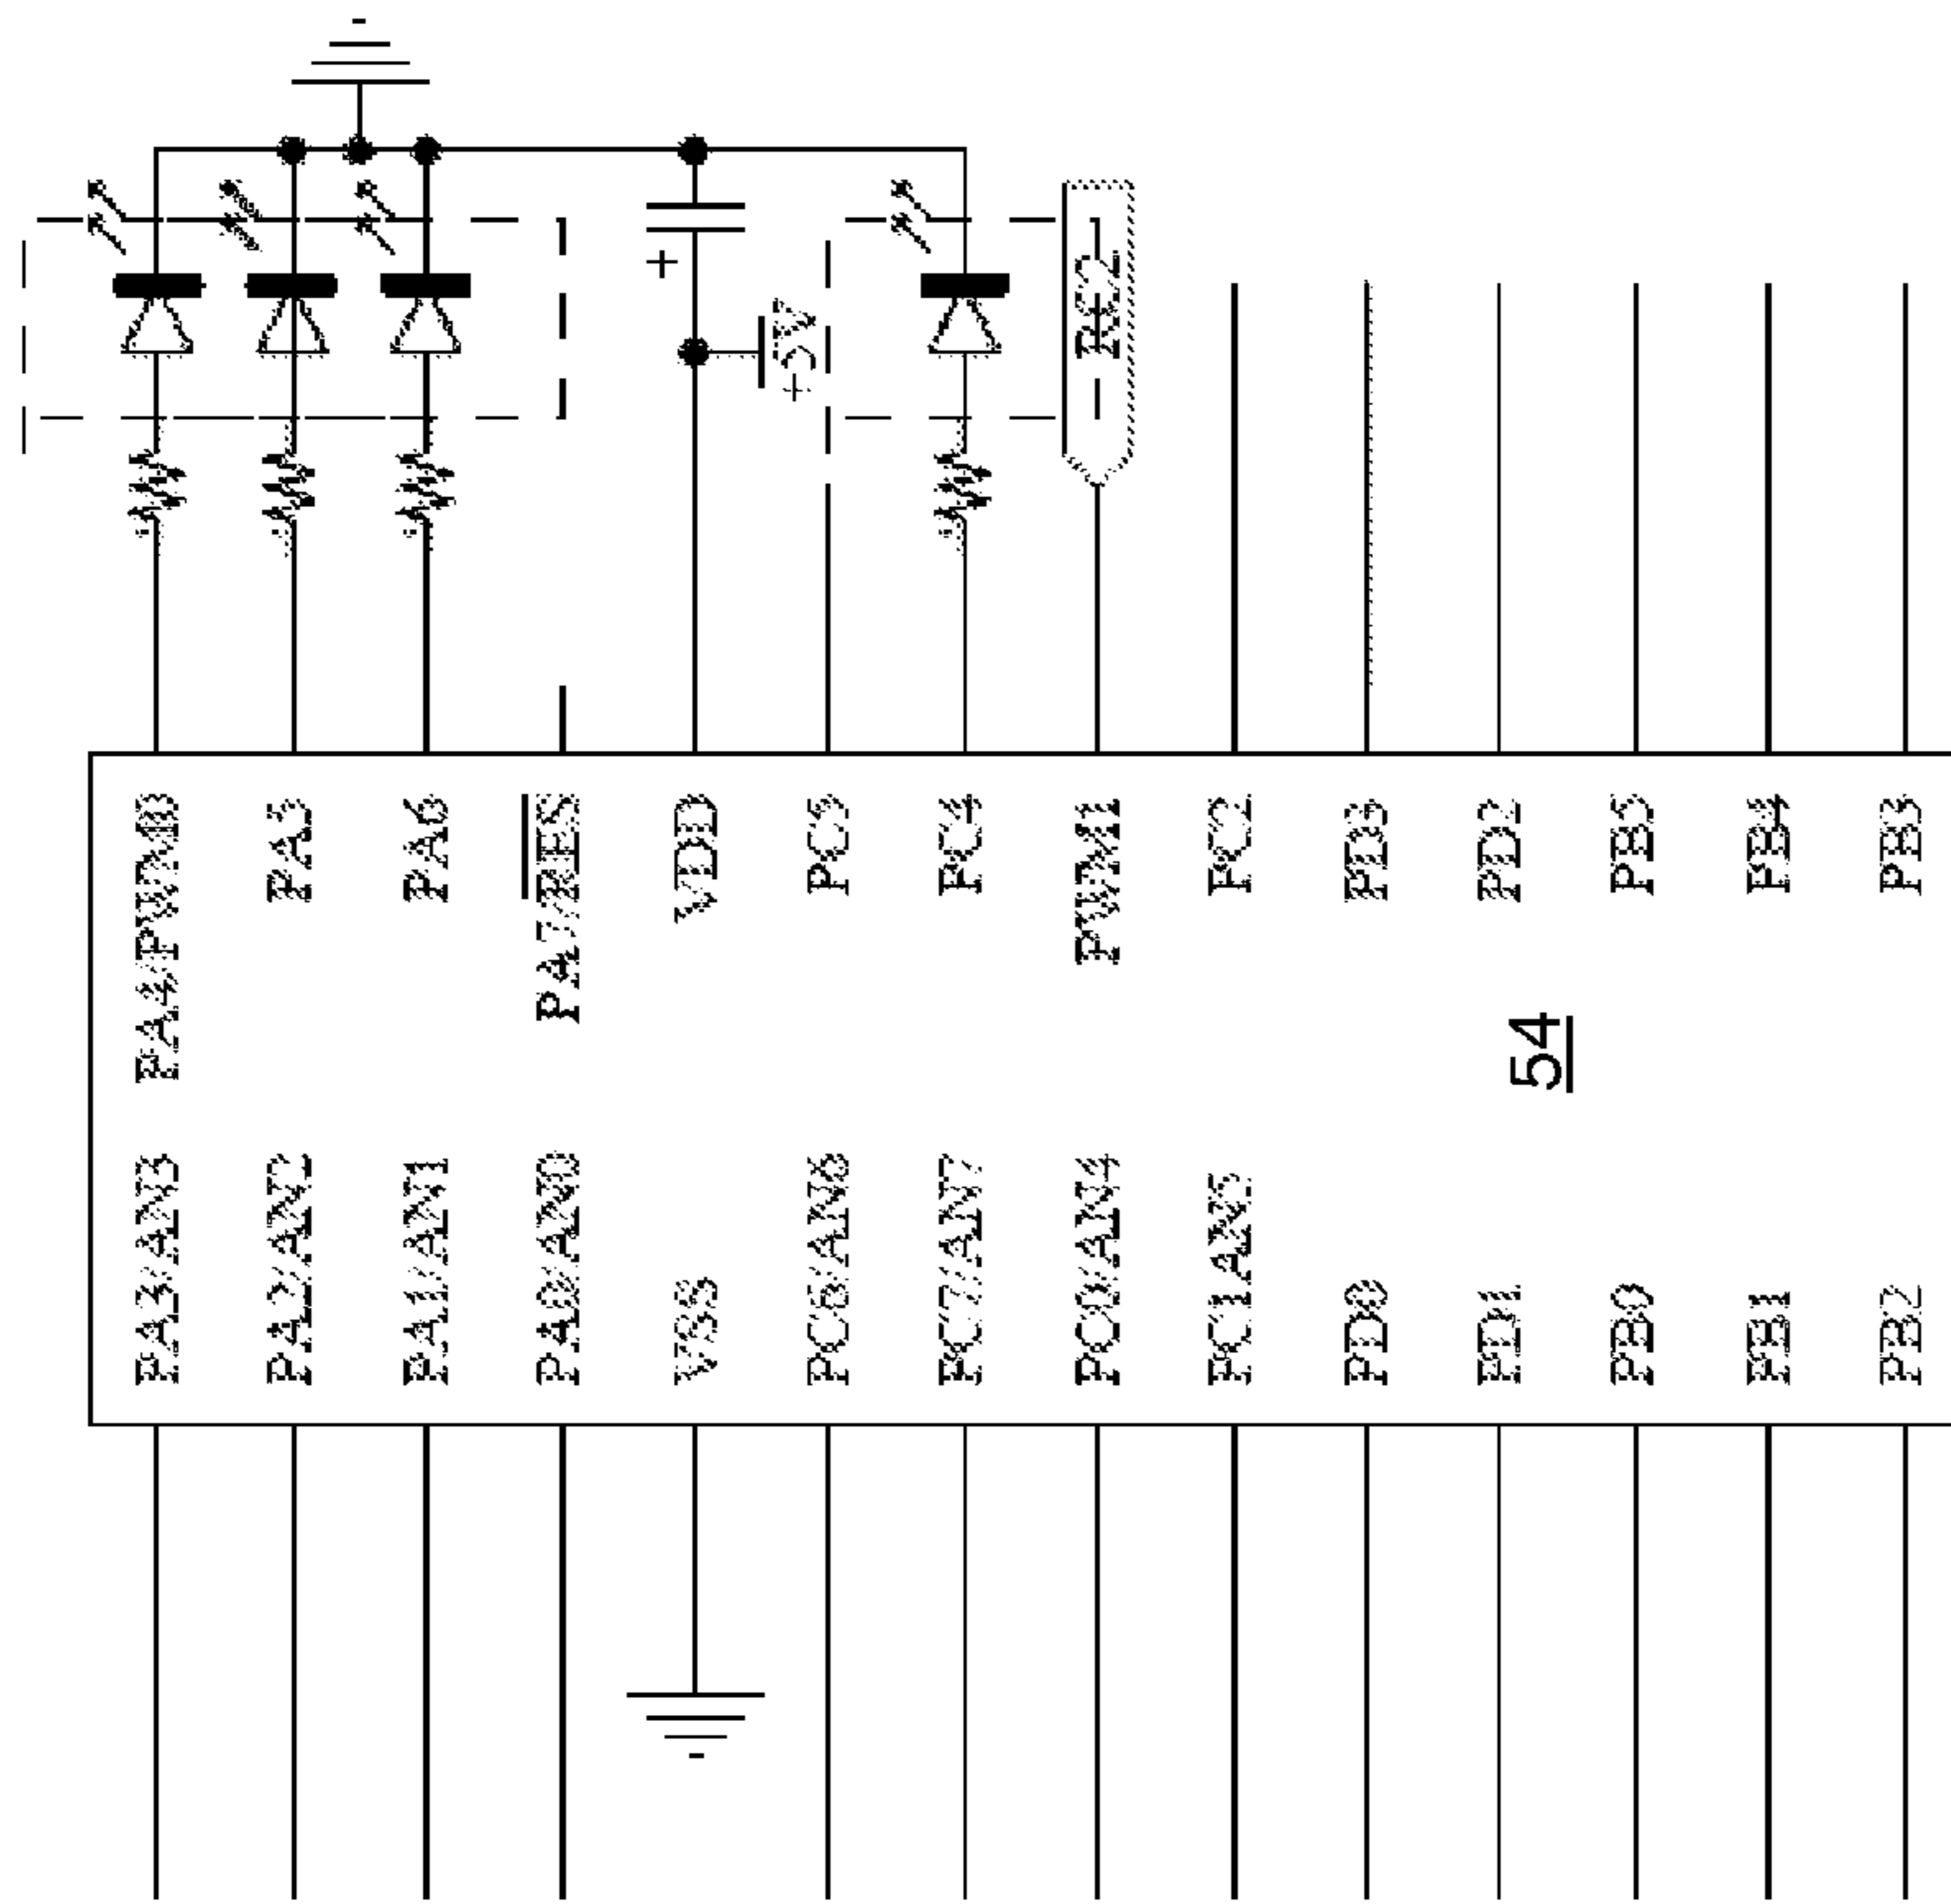 +
+5V
RC2
PA4/PWM0
PA5
PA6
PA7/RES
VDD
PC5
PC4
PWM1
PC2
PD3
PD2
PB5
PB4
PB3
54
PA3/AN3
PA2/AN2
PA1/AN1
PA0/AN0
VSS
PC6/AN6
PC7/AN7
PC0/AN4
PC1AN5
PD0
PD1
PB0
PB1
PB2